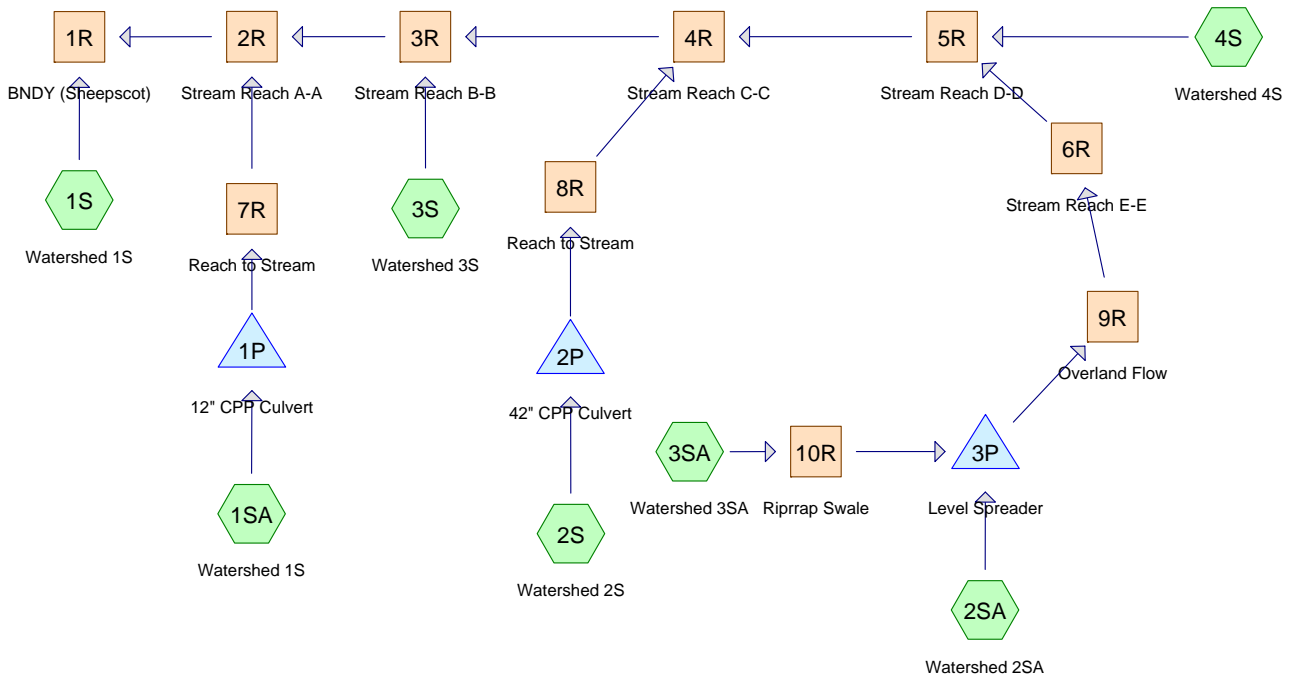 1R
2R
3R
4R
5R
4S
BNDY (Sheepscot)
Stream Reach A-A
Stream Reach B-B
Stream Reach C-C
Stream Reach D-D
Watershed 4S
6R
Stream Reach E-E
1S
Watershed 1S
7R
Reach to Stream
3S
Watershed 3S
8R
Reach to Stream
9R
Overland Flow
1P
12" CPP Culvert
2P
42" CPP Culvert
3SA
Watershed 3SA
10R
Riprrap Swale
3P
Level Spreader
1SA
Watershed 1S
2S
Watershed 2S
2SA
Watershed 2SA